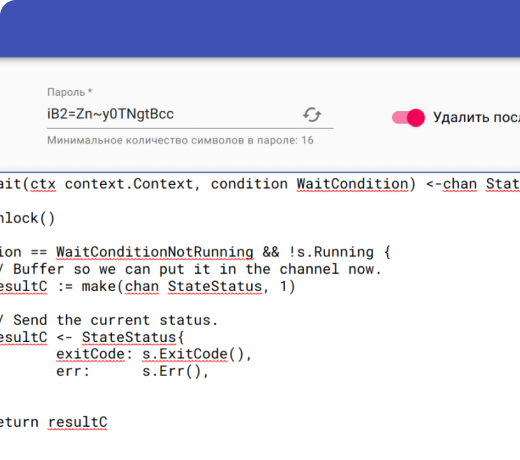 Пароль *
iB2=Zn~y0TNgtBcc
Минимальное количество символов в пароле: 16
Удалить посл
ait(ctx context.Context, condition WaitCondition) <-chan Stat
nlock()
ion == WaitConditionNotRunning && !s.Running {
/ Buffer so we can put it in the channel now.
esultC := make(chan StateStatus, 1)
/ Send the current status.
esultC <- StateStatus{
exitCode: s.ExitCode(),
err: s.Err(),
eturn resultC